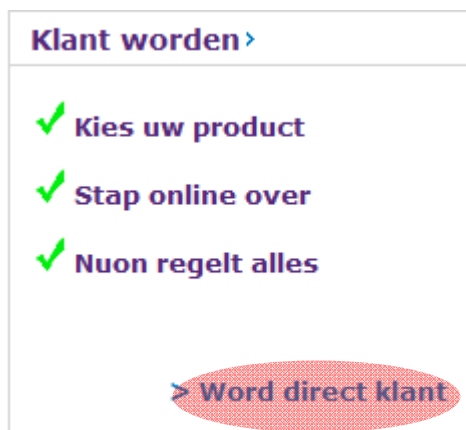 Klant worden ›
Kies uw product
Stap online over
Nuon regelt alles
> Word direct klant